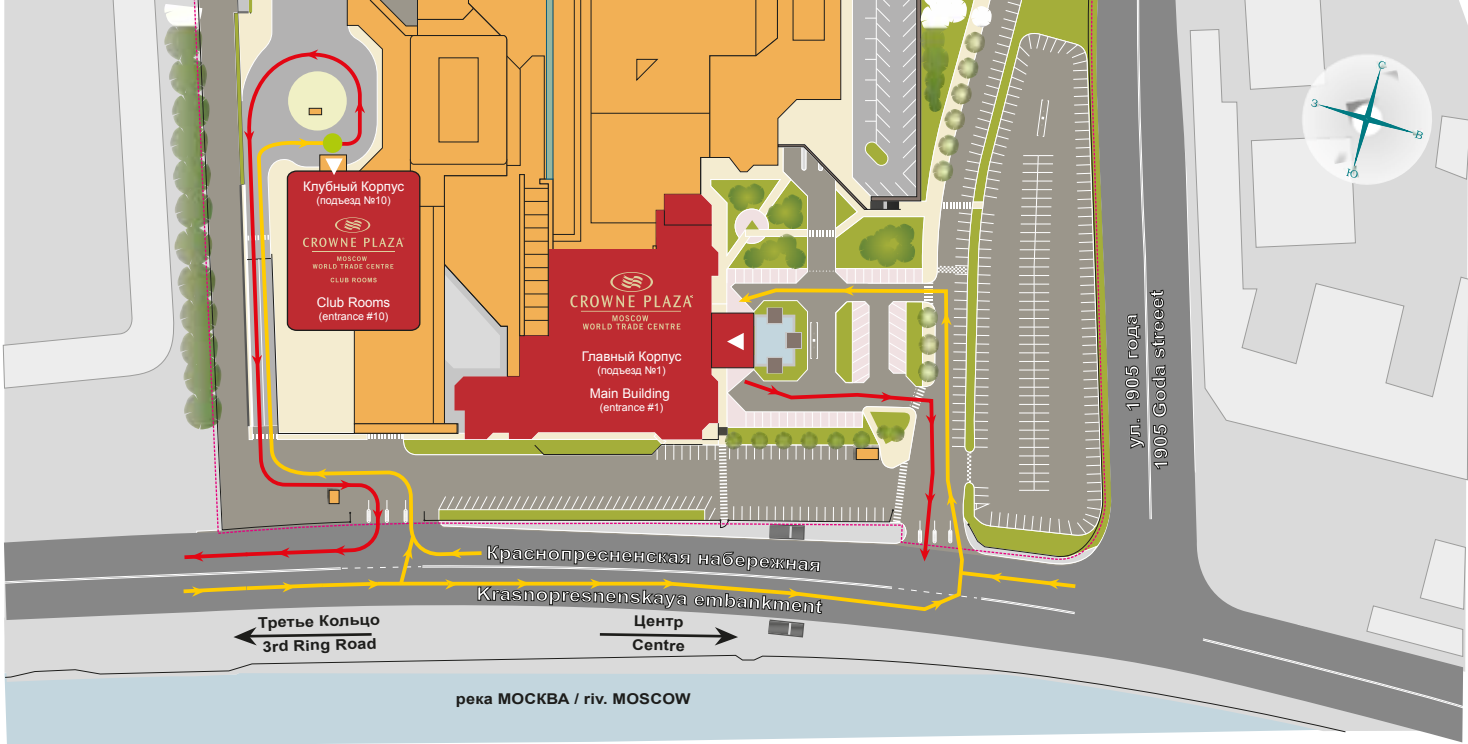 Клубный Корпус
(подъезд №10)
CROWNE PLAZA
MOSCOW
WORLD TRADE CENTRE
CLUB ROOMS
Club Rooms
(entrance #10)
CROWNE PLAZA
MOSCOW
WORLD TRADE CENTRE
Главный Корпус
(подъезд №1)
Main Building
(entrance #1)
С
З
В
Ю
ул. 1905 года
1905 Goda streeet
Краснопресненская набережная
Krasnopresnenskaya embankment
Третье Кольцо
3rd Ring Road
Центр
Centre
река МОСКВА / riv. MOSCOW